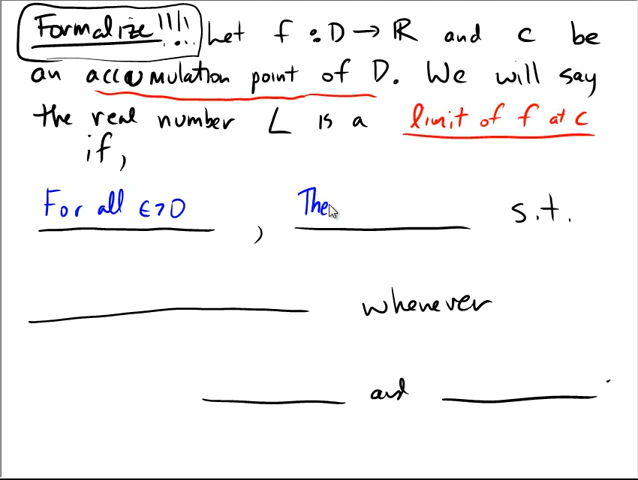 Formalize!!!! Let f : D → ℝ and c be
an accumulation point of D. We will say
the real number L is a limit of f at c
if,
For all ε>0 , The s.t.
whenever
and .